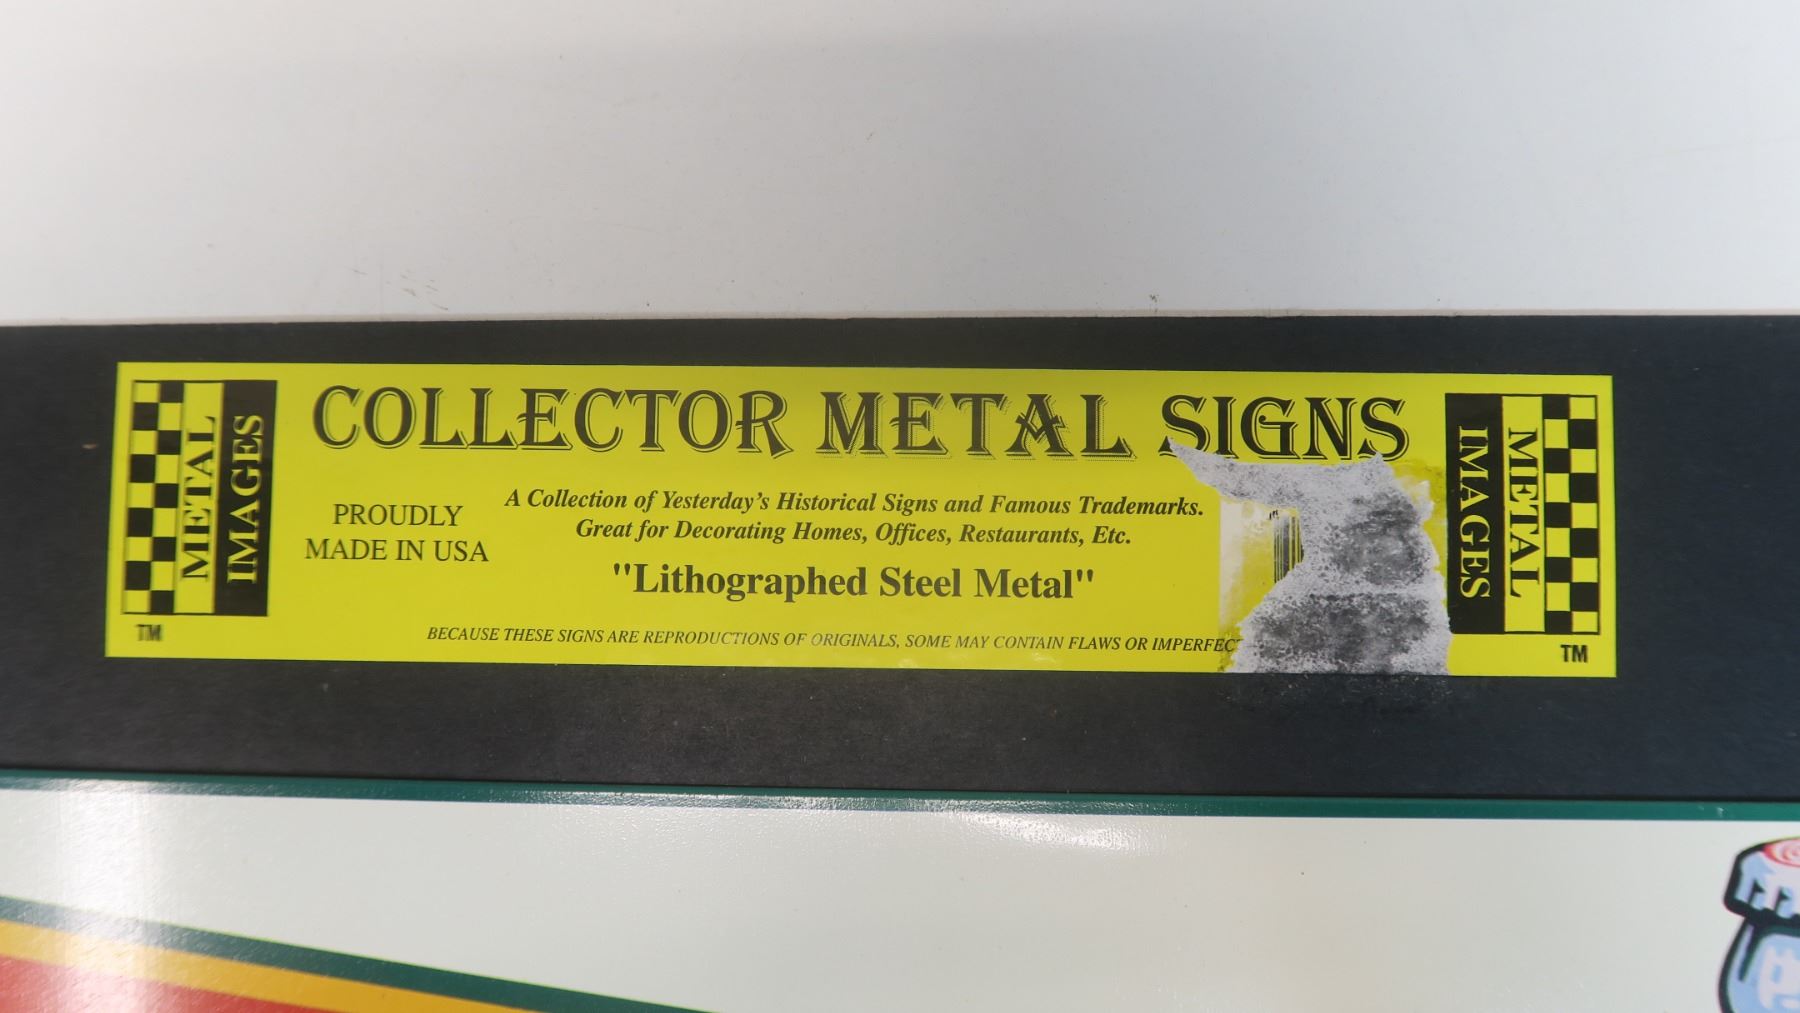 METAL
IMAGES
TM
COLLECTOR METAL SIGNS
PROUDLY
MADE IN USA
A Collection of Yesterday's Historical Signs and Famous Trademarks.
Great for Decorating Homes, Offices, Restaurants, Etc.
"Lithographed Steel Metal"
BECAUSE THESE SIGNS ARE REPRODUCTIONS OF ORIGINALS, SOME MAY CONTAIN FLAWS OR IMPERFECT
METAL
IMAGES
TM